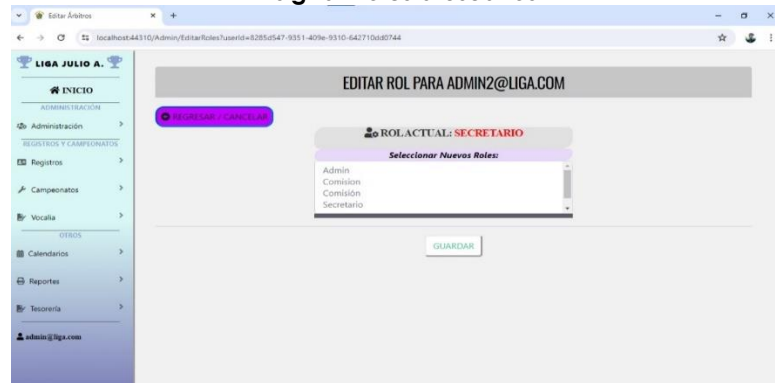 Editar Árbitros
localhost:44310/Admin/EditarRoles?userId=8285d547-9351-409e-9310-642710dd0744
LIGA JULIO A.
INICIO
ADMINISTRACIÓN
Administración
REGISTROS Y CAMPEONATOS
Registros
Campeonatos
Vocalia
OTROS
Calendarios
Reportes
Tesorería
admin@liga.com
EDITAR ROL PARA ADMIN2@LIGA.COM
REGRESAR / CANCELAR
ROL ACTUAL: SECRETARIO
Seleccionar Nuevos Roles:
Admin
Comision
Comisión
Secretario
GUARDAR